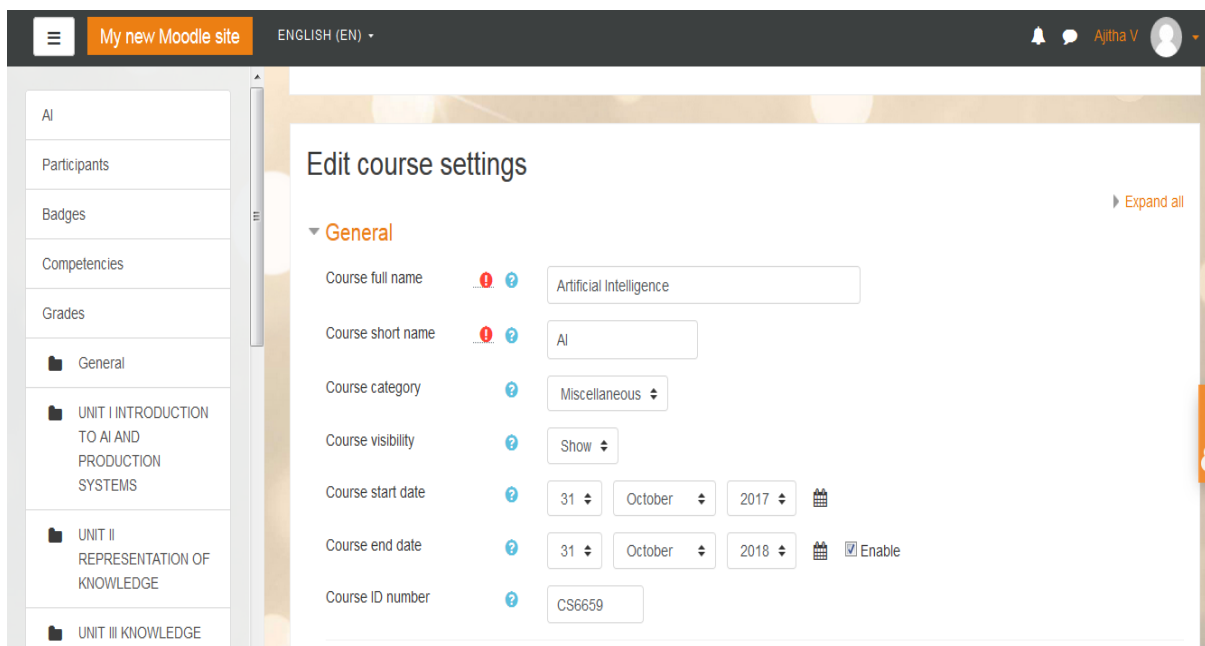 My new Moodle site
ENGLISH (EN)
Ajitha V
AI
Participants
Badges
Competencies
Grades
General
UNIT I INTRODUCTION
TO AI AND
PRODUCTION
SYSTEMS
UNIT II
REPRESENTATION OF
KNOWLEDGE
UNIT III KNOWLEDGE
Edit course settings
Expand all
General
Course full name
Artificial Intelligence
Course short name
AI
Course category
Miscellaneous
Course visibility
Show
Course start date
31 October 2017
Course end date
31 October 2018 Enable
Course ID number
CS6659